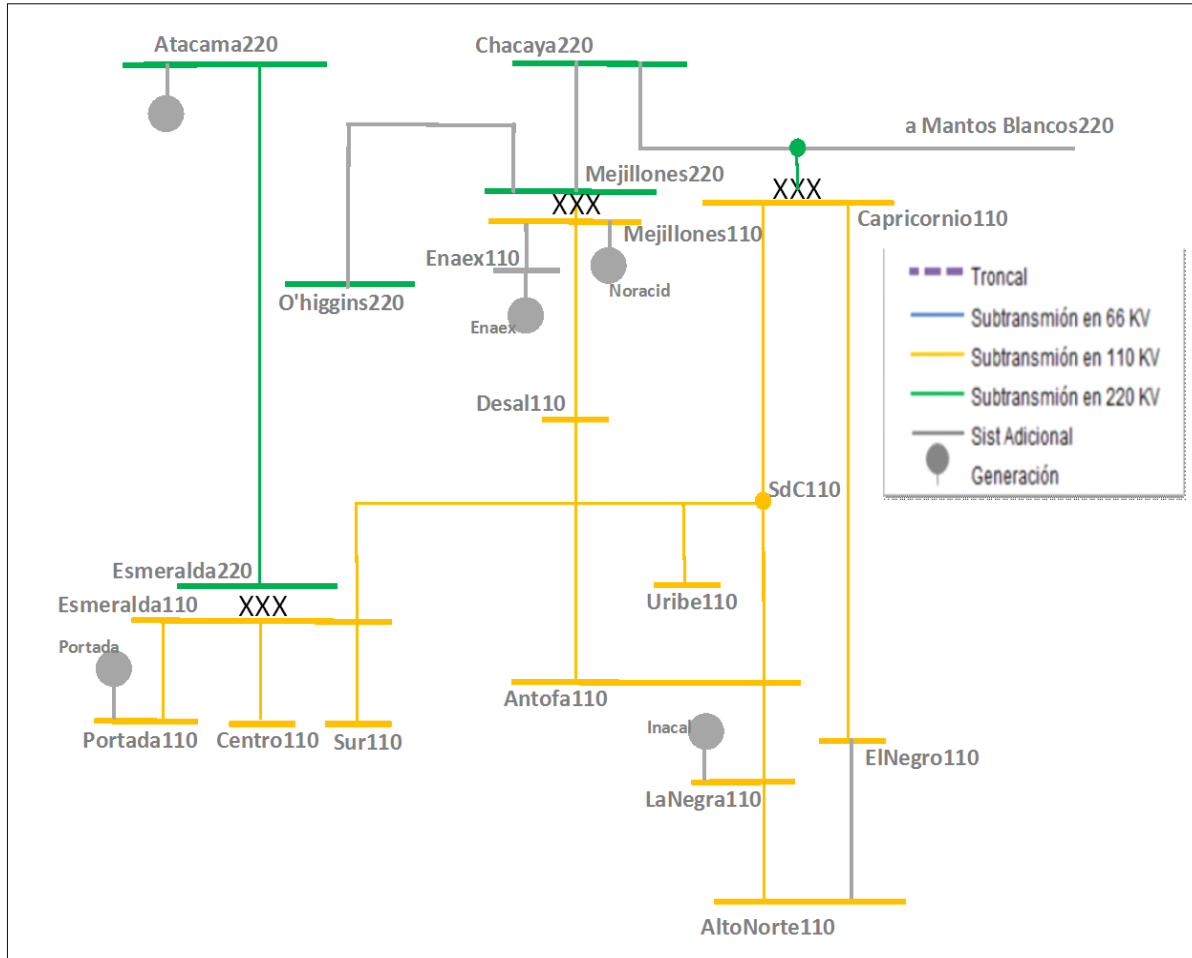 Atacama220
Chacaya220
a Mantos Blancos220
Mejillones220
XXX
XXX
Capricornio110
Mejillones110
Enaex110
Noracid
O'higgins220
Enaex
Troncal
Subtransmión en 66 KV
Subtransmión en 110 KV
Subtransmión en 220 KV
Sist Adicional
Generación
Desal110
SdC110
Esmeralda220
Esmeralda110
XXX
Uribe110
Portada
Antofa110
Inacal
Portada110
Centro110
Sur110
ElNegro110
LaNegra110
AltoNorte110